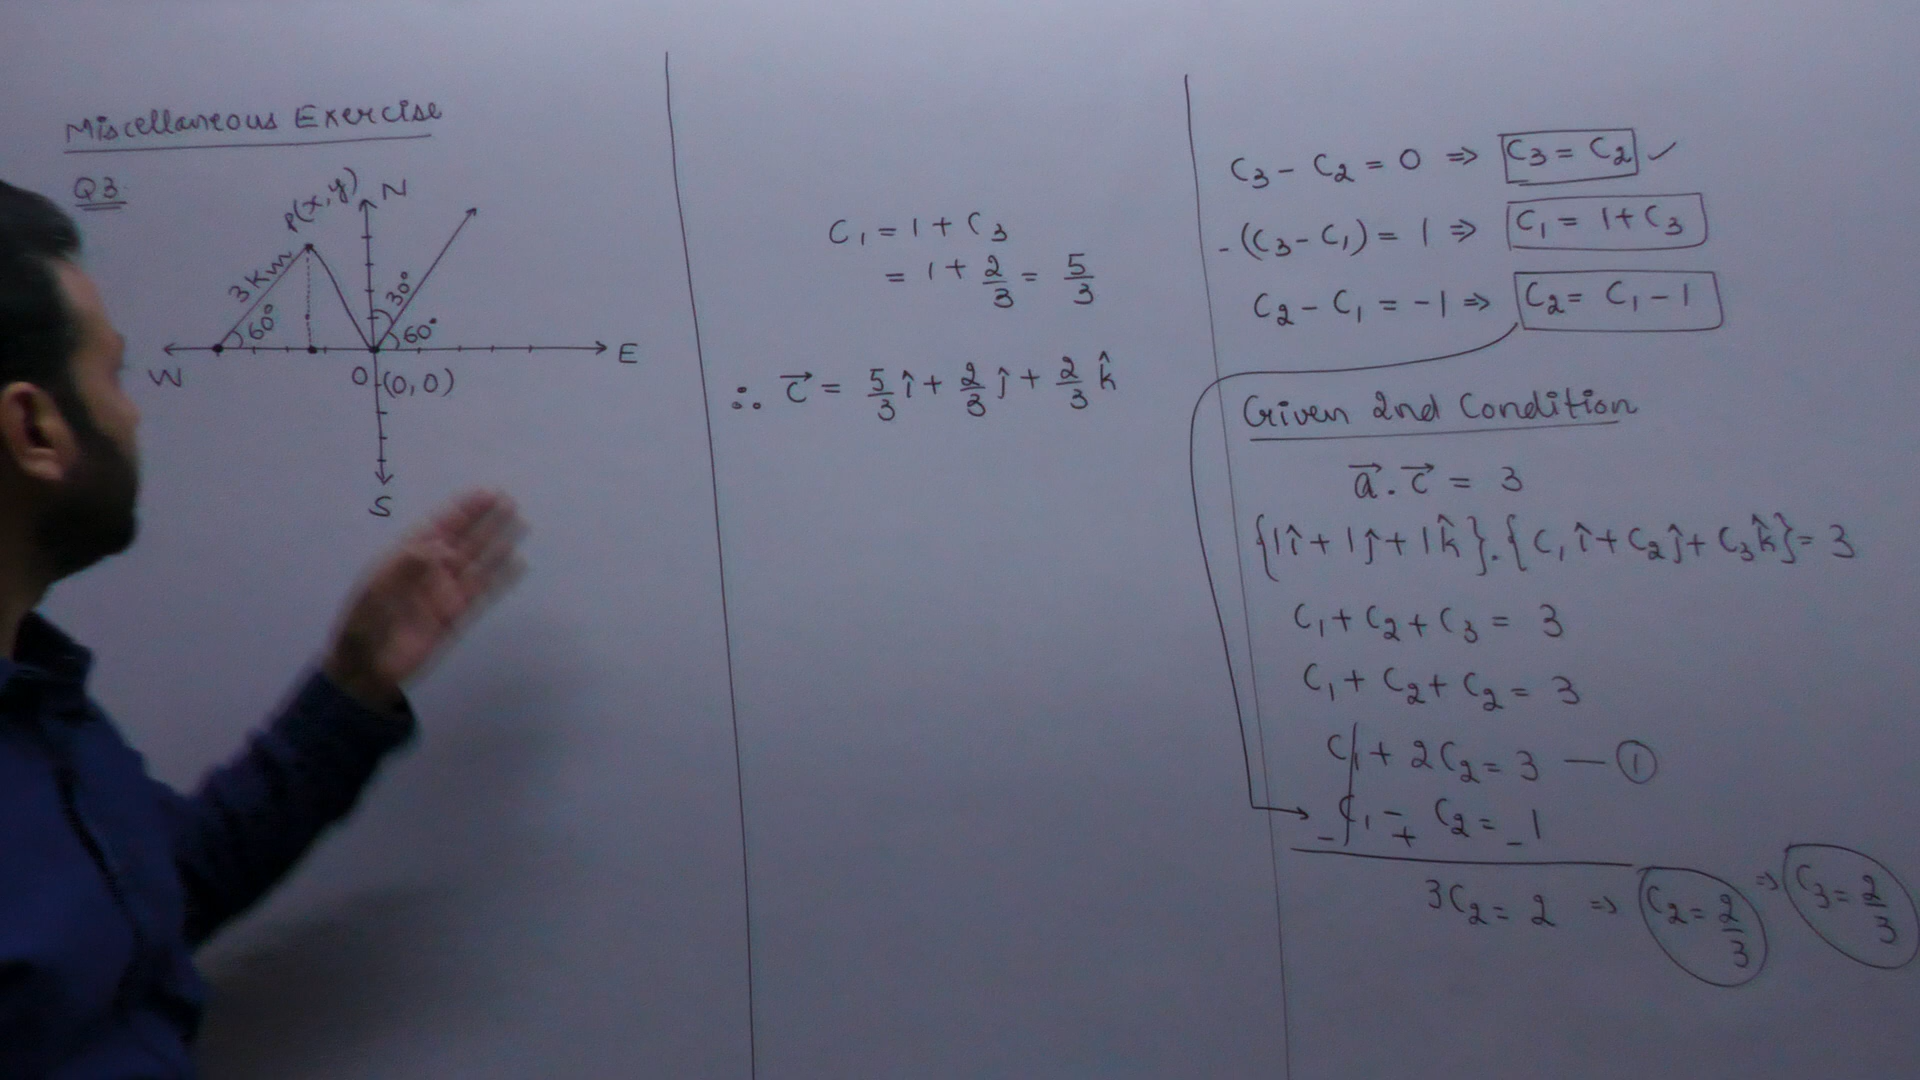 Miscellaneous Exercise
Q3.
P(x,y)
N
3 Km
60°
30°
60°
W
E
O (0,0)
S
C₁ = 1 + C₃
= 1 + 2/3 = 5/3
∴ c⃗ = 5/3 î + 2/3 ĵ + 2/3 k̂
C₃ - C₂ = 0 ⇒ C₃ = C₂ ✓
-(C₃ - C₁) = 1 ⇒ C₁ = 1 + C₃
C₂ - C₁ = -1 ⇒ C₂ = C₁ - 1
Given 2nd Condition
a⃗ . c⃗ = 3
{1î + 1ĵ + 1k̂} . {C₁î + C₂ĵ + C₃k̂} = 3
C₁ + C₂ + C₃ = 3
C₁ + C₂ + C₂ = 3
C₁ + 2C₂ = 3 — ①
C₁ - C₂ = 1
- + -
3C₂ = 2 ⇒ C₂ = 2/3 ⇒ C₃ = 2/3